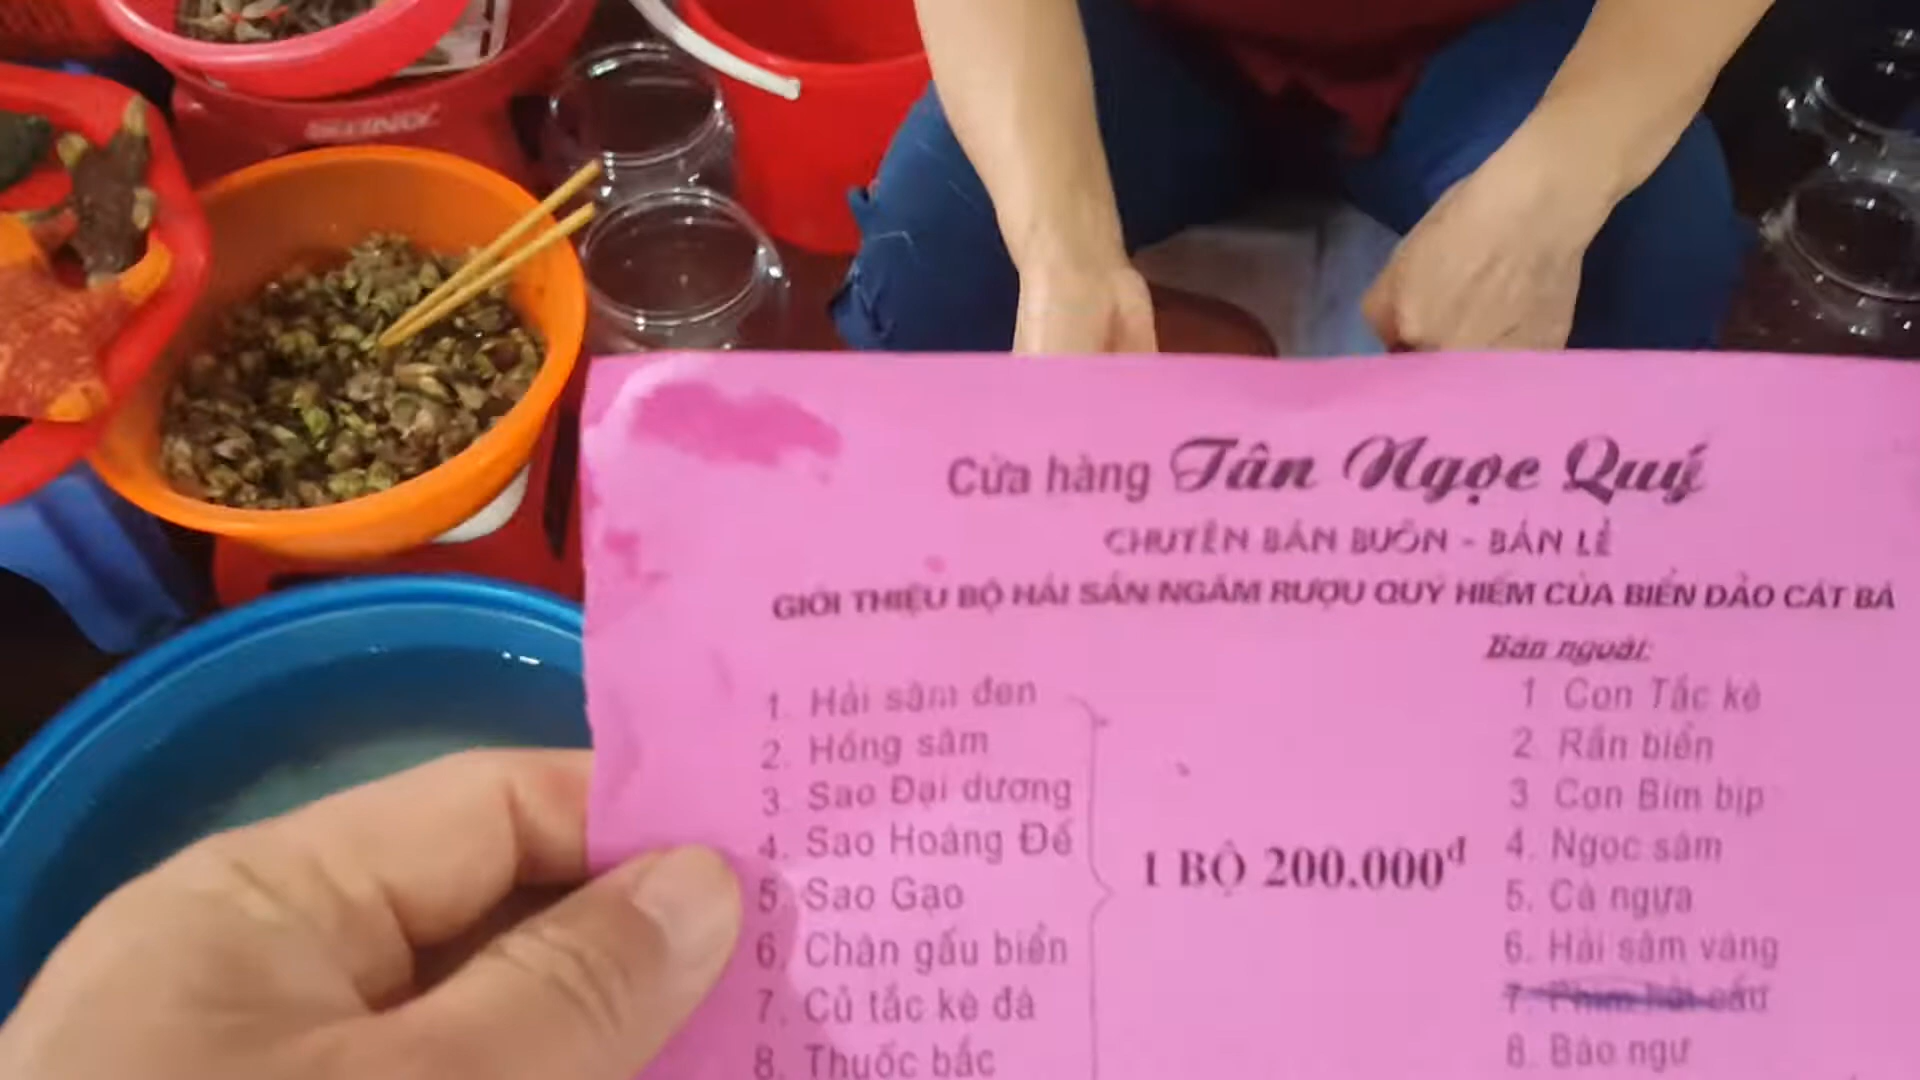 Cửa hàng Tân Ngọc Quý
CHUYÊN BÁN BUÔN - BÁN LẺ
GIỚI THIỆU BỘ HẢI SẢN NGÂM RƯỢU QUÝ HIẾM CỦA BIỂN ĐẢO CÁT BÀ
1. Hải sâm đen
2. Hồng sâm
3. Sao Đại dương
4. Sao Hoàng Đế
5. Sao Gạo
6. Chân gấu biển
7. Củ tắc kè đá
8. Thuốc bắc
1 BỘ 200.000đ
Bán ngoài:
1 Con Tắc kè
2 Rắn biển
3 Con Bìm bịp
4. Ngọc sâm
5. Cá ngựa
6. Hải sâm vàng
7. hải cẩu
8. Bào ngư